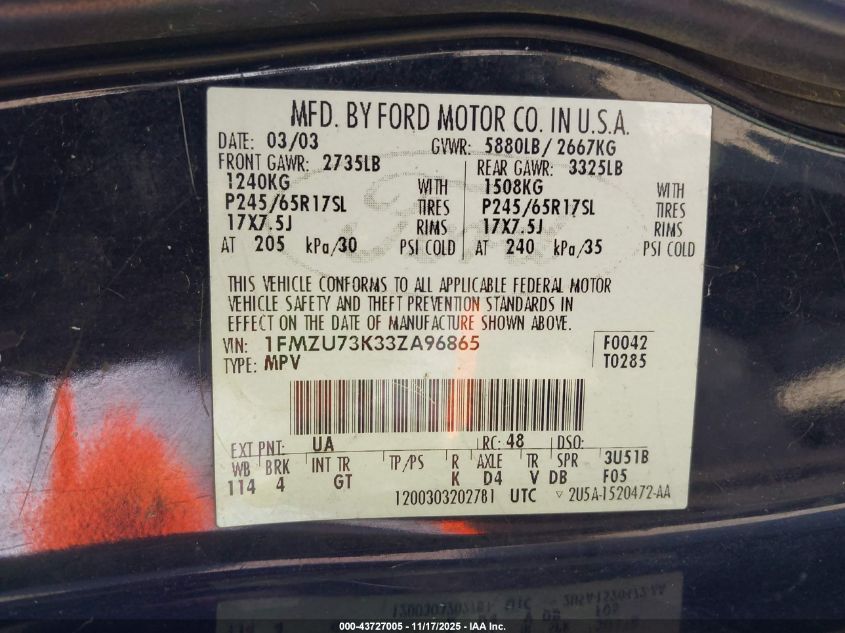 MFD. BY FORD MOTOR CO. IN U.S.A.
DATE: 03/03 GVWR: 5880LB/ 2667KG
FRONT GAWR: 2735LB REAR GAWR: 3325LB
1240KG WITH 1508KG WITH
P245/65R17SL TIRES P245/65R17SL TIRES
17X7.5J RIMS 17X7.5J RIMS
AT 205 kPa/30 PSI COLD AT 240 kPa/35 PSI COLD
THIS VEHICLE CONFORMS TO ALL APPLICABLE FEDERAL MOTOR
VEHICLE SAFETY AND THEFT PREVENTION STANDARDS IN
EFFECT ON THE DATE OF MANUFACTURE SHOWN ABOVE.
VIN: 1FMZU73K33ZA96865 F0042
TYPE: MPV T0285
EXT PNT: UA RC: 48 DSO:
WB BRK INT TR TP/PS R AXLE TR SPR 3U51B
114 4 GT K D4 V DB F05
1200303202781 UTC ▽ 2U5A-1520472-AA
000-43727005 - 11/17/2025 - IAA Inc.